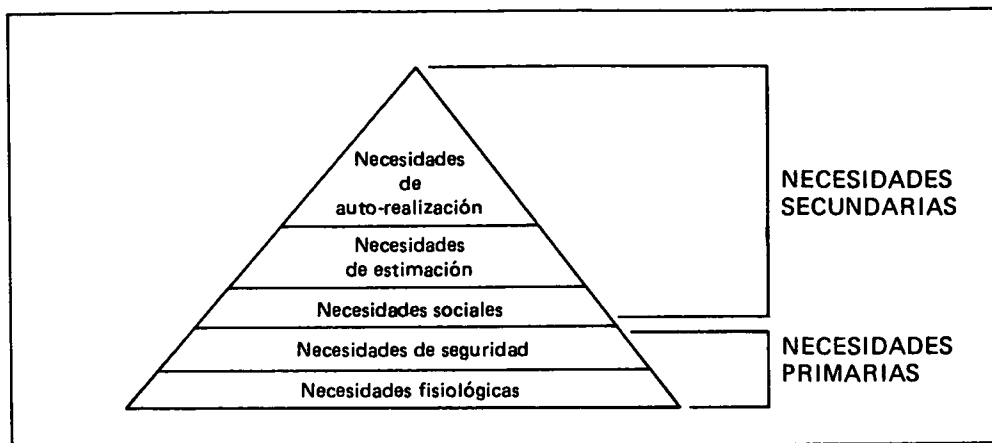 Necesidades
de
auto-realización
Necesidades
de estimación
Necesidades sociales
Necesidades de seguridad
Necesidades fisiológicas
NECESIDADES
SECUNDARIAS
NECESIDADES
PRIMARIAS